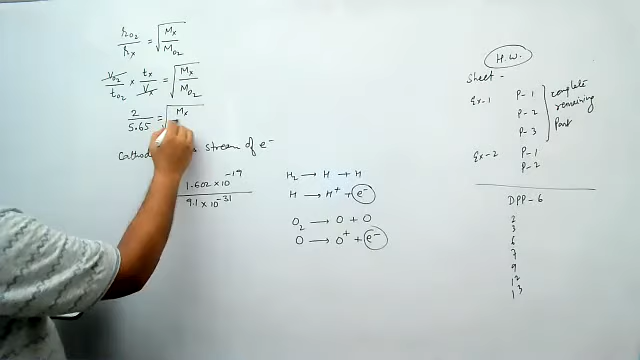 r_O2 / r_x = √(M_x / M_O2)
V_O2 / t_O2 × t_x / V_x = √(M_x / M_O2)
2 / 5.65 = √(M_x
Cathode stream of e⁻
1.602 × 10⁻¹⁹ / 9.1 × 10⁻³¹
H₂ → H + H
H → H⁺ + e⁻
O₂ → O + O
O → O⁺ + e⁻
H.W.
Sheet -
Ex-1 P-1 complete
P-2 remaining
P-3 Part
Ex-2 P-1
P-2
DPP-6
2
3
6
7
9
12
13